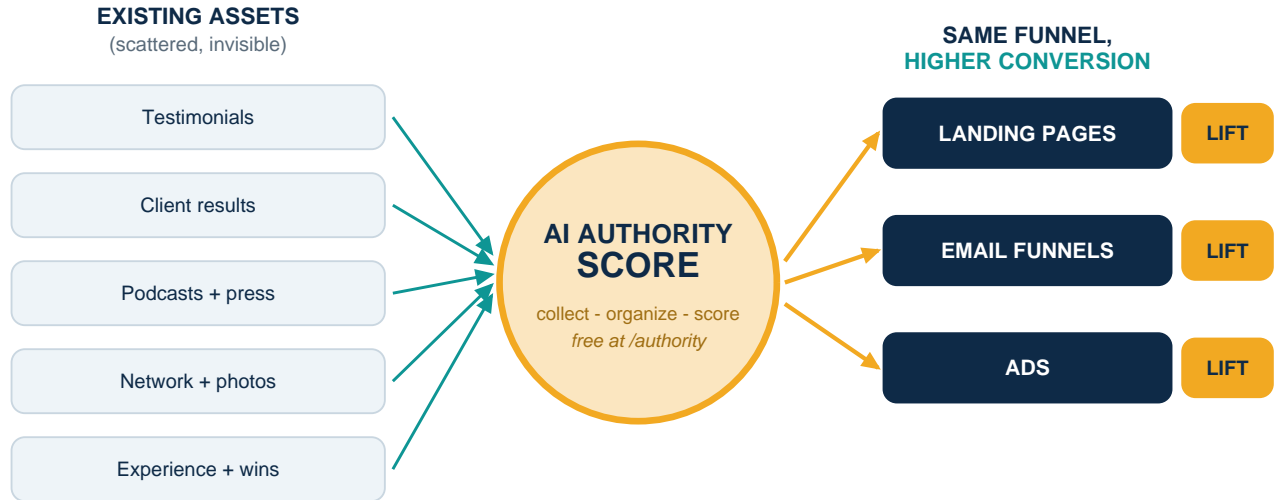 EXISTING ASSETS
(scattered, invisible)
Testimonials
Client results
Podcasts + press
Network + photos
Experience + wins
AI AUTHORITY
SCORE
collect - organize - score
free at /authority
SAME FUNNEL,
HIGHER CONVERSION
LANDING PAGES
LIFT
EMAIL FUNNELS
LIFT
ADS
LIFT